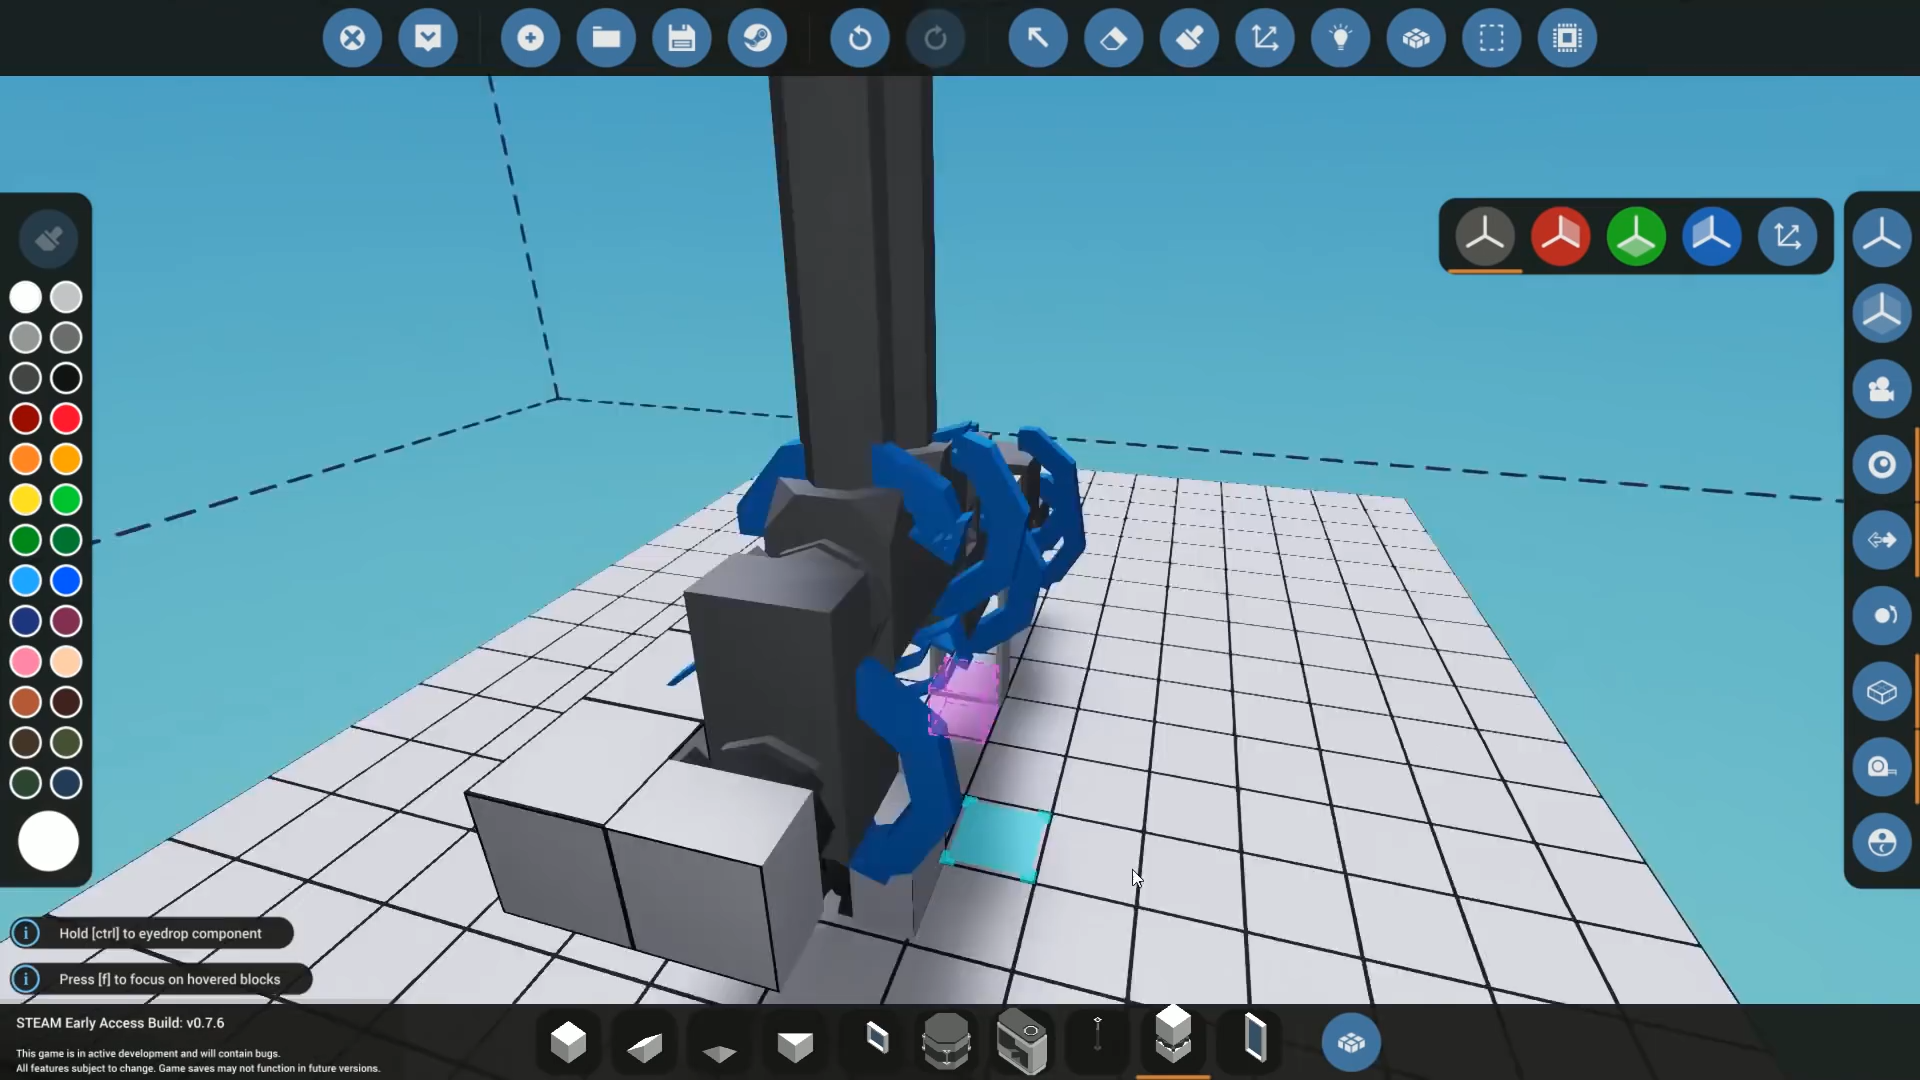 Hold [ctrl] to eyedrop component
Press [f] to focus on hovered blocks
STEAM Early Access Build: v0.7.6
This game is in active development and will contain bugs.
All features subject to change. Game saves may not function in future versions.